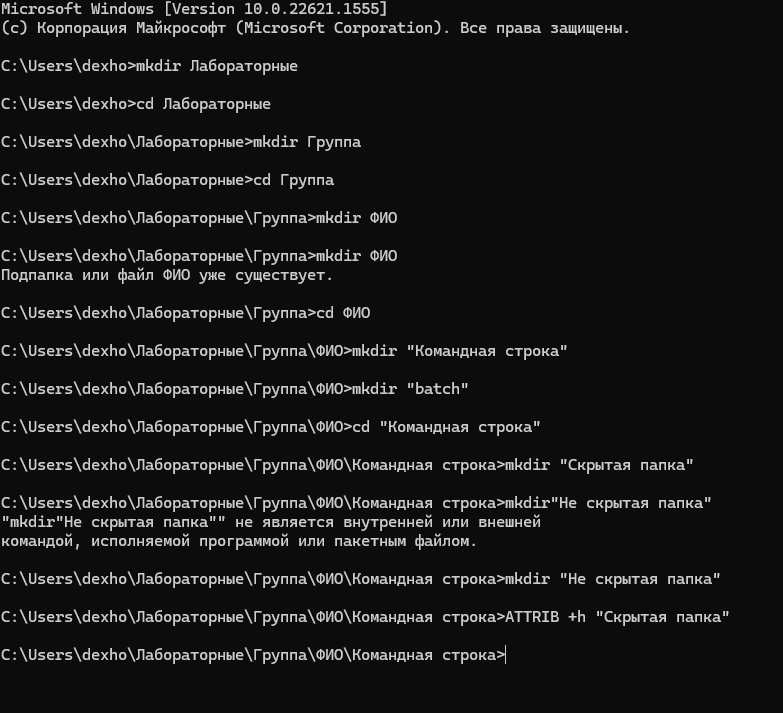 Microsoft Windows [Version 10.0.22621.1555]
(c) Корпорация Майкрософт (Microsoft Corporation). Все права защищены.
C:\Users\dexho>mkdir Лабораторные
C:\Users\dexho>cd Лабораторные
C:\Users\dexho\Лабораторные>mkdir Группа
C:\Users\dexho\Лабораторные>cd Группа
C:\Users\dexho\Лабораторные\Группа>mkdir ФИО
C:\Users\dexho\Лабораторные\Группа>mkdir ФИО
Подпапка или файл ФИО уже существует.
C:\Users\dexho\Лабораторные\Группа>cd ФИО
C:\Users\dexho\Лабораторные\Группа\ФИО>mkdir "Командная строка"
C:\Users\dexho\Лабораторные\Группа\ФИО>mkdir "batch"
C:\Users\dexho\Лабораторные\Группа\ФИО>cd "Командная строка"
C:\Users\dexho\Лабораторные\Группа\ФИО\Командная строка>mkdir "Скрытая папка"
C:\Users\dexho\Лабораторные\Группа\ФИО\Командная строка>mkdir"Не скрытая папка"
"mkdir"Не скрытая папка"" не является внутренней или внешней
командой, исполняемой программой или пакетным файлом.
C:\Users\dexho\Лабораторные\Группа\ФИО\Командная строка>mkdir "Не скрытая папка"
C:\Users\dexho\Лабораторные\Группа\ФИО\Командная строка>ATTRIB +h "Скрытая папка"
C:\Users\dexho\Лабораторные\Группа\ФИО\Командная строка>